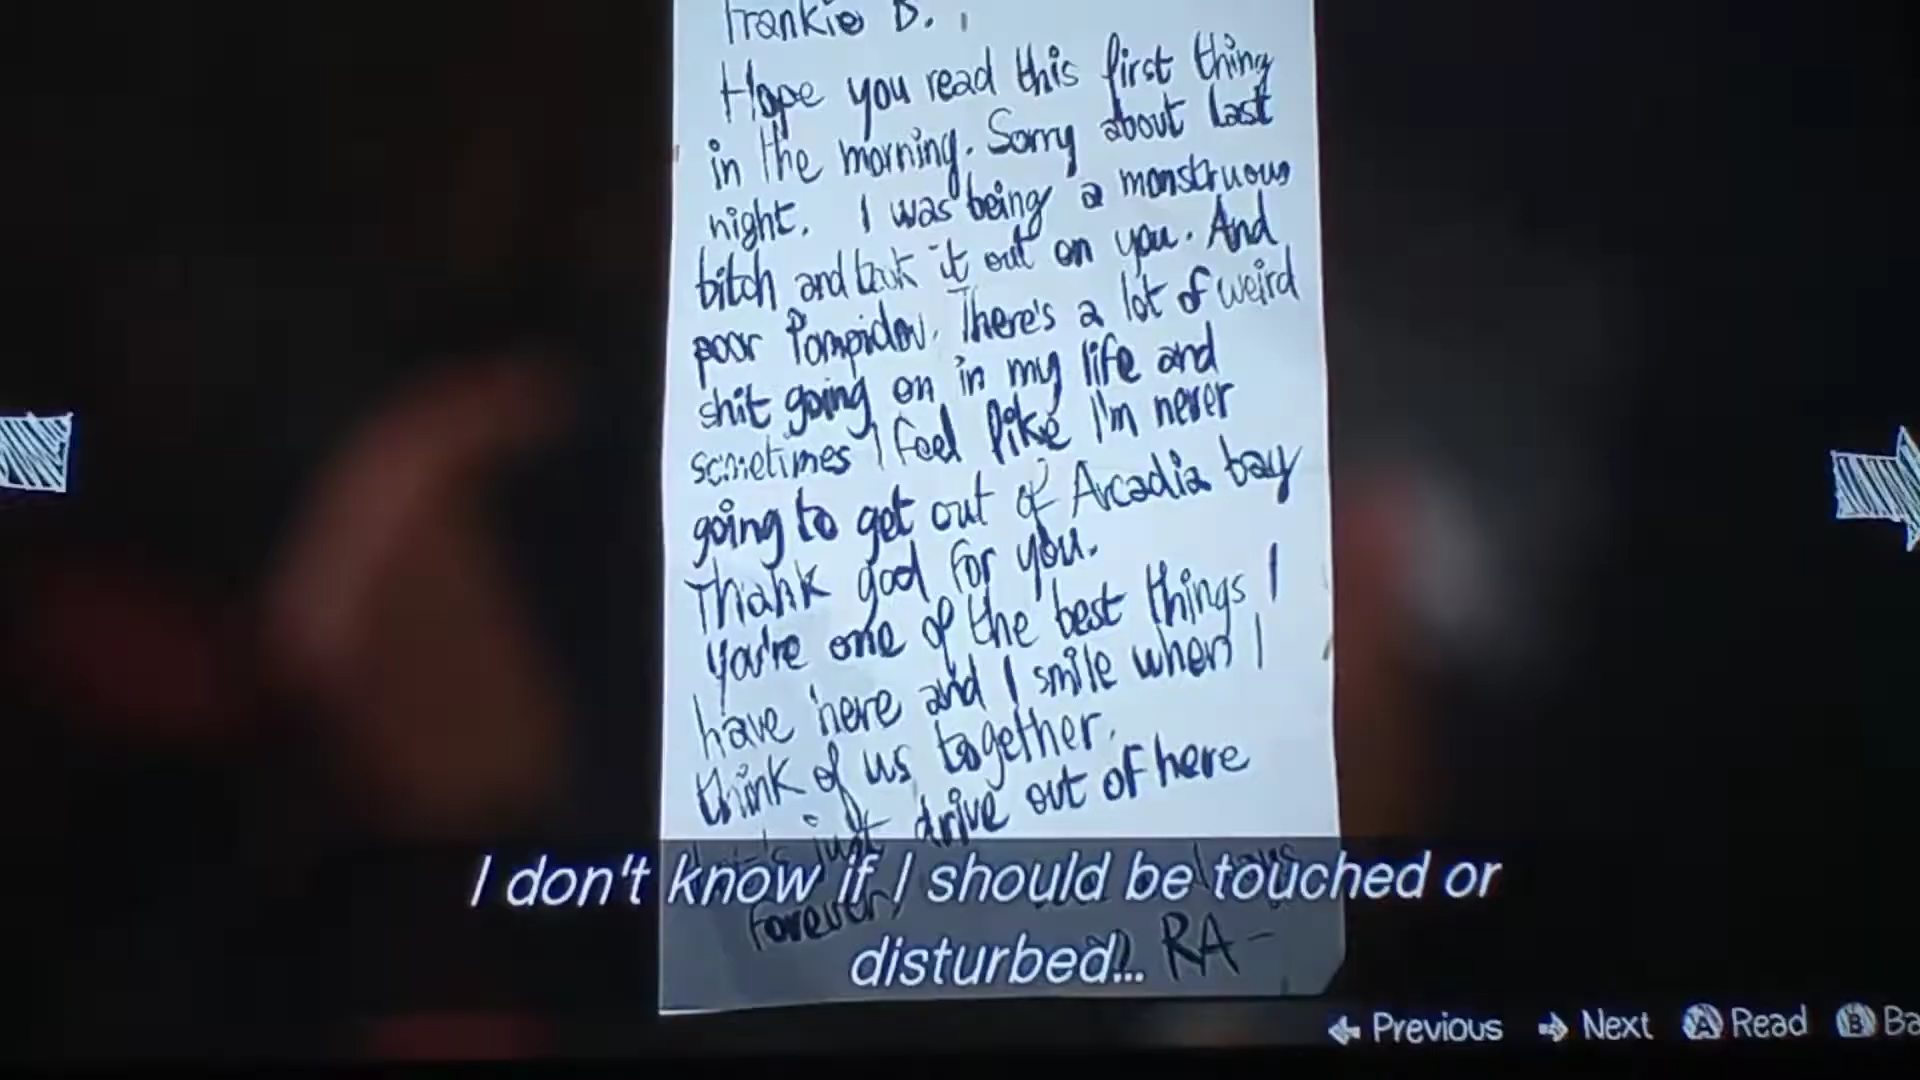 Frankie B.
Hope you read this first thing
in the morning. Sorry about last
night. I was being a monstruous
bitch and took it out on you. And
poor Pompidou. There's a lot of weird
shit going on in my life and
sometimes I feel like I'm never
going to get out of Arcadia bay
Thank god for you.
You're one of the best things I
have here and I smile when I
think of us together.
just drive out of here
I don't know if I should be touched or
forever
disturbed... RA-
Previous Next A Read B Ba